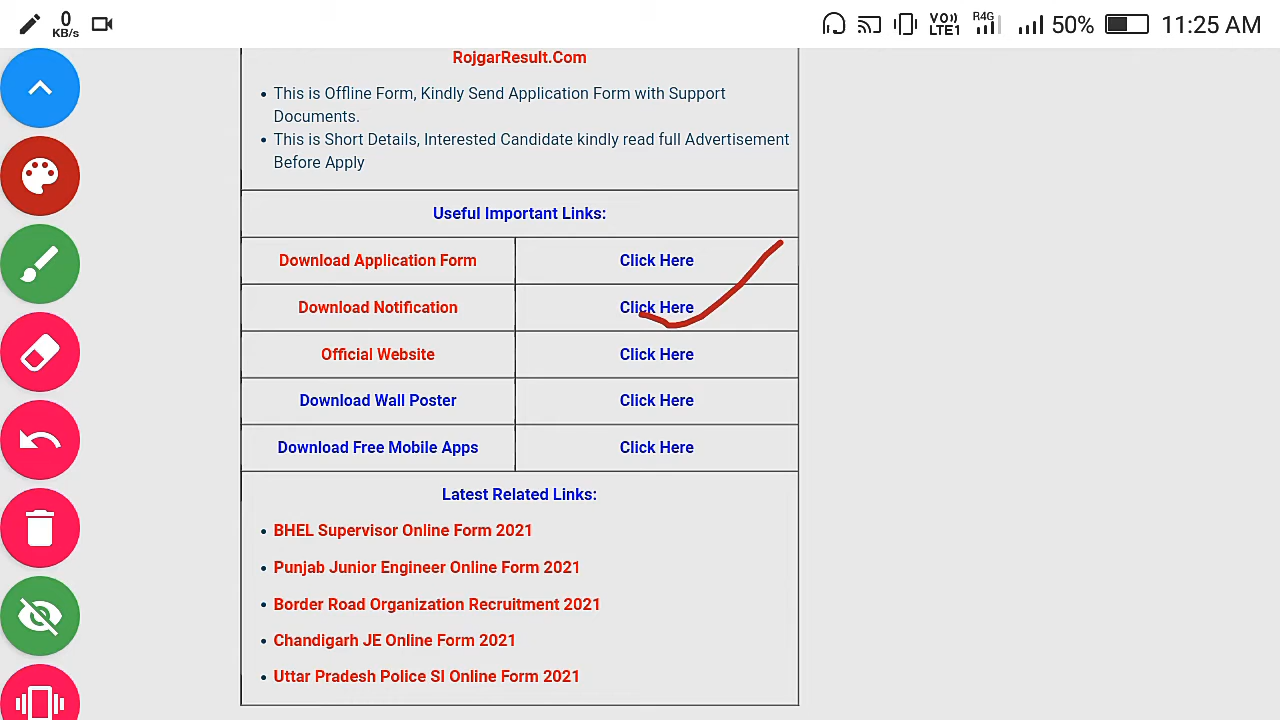 0
KB/s
VO))
LTE1
R4G
50%
11:25 AM
RojgarResult.Com
• This is Offline Form, Kindly Send Application Form with Support
Documents.
• This is Short Details, Interested Candidate kindly read full Advertisement
Before Apply
Useful Important Links:
Download Application Form Click Here
Download Notification Click Here
Official Website Click Here
Download Wall Poster Click Here
Download Free Mobile Apps Click Here
Latest Related Links:
• BHEL Supervisor Online Form 2021
• Punjab Junior Engineer Online Form 2021
• Border Road Organization Recruitment 2021
• Chandigarh JE Online Form 2021
• Uttar Pradesh Police SI Online Form 2021